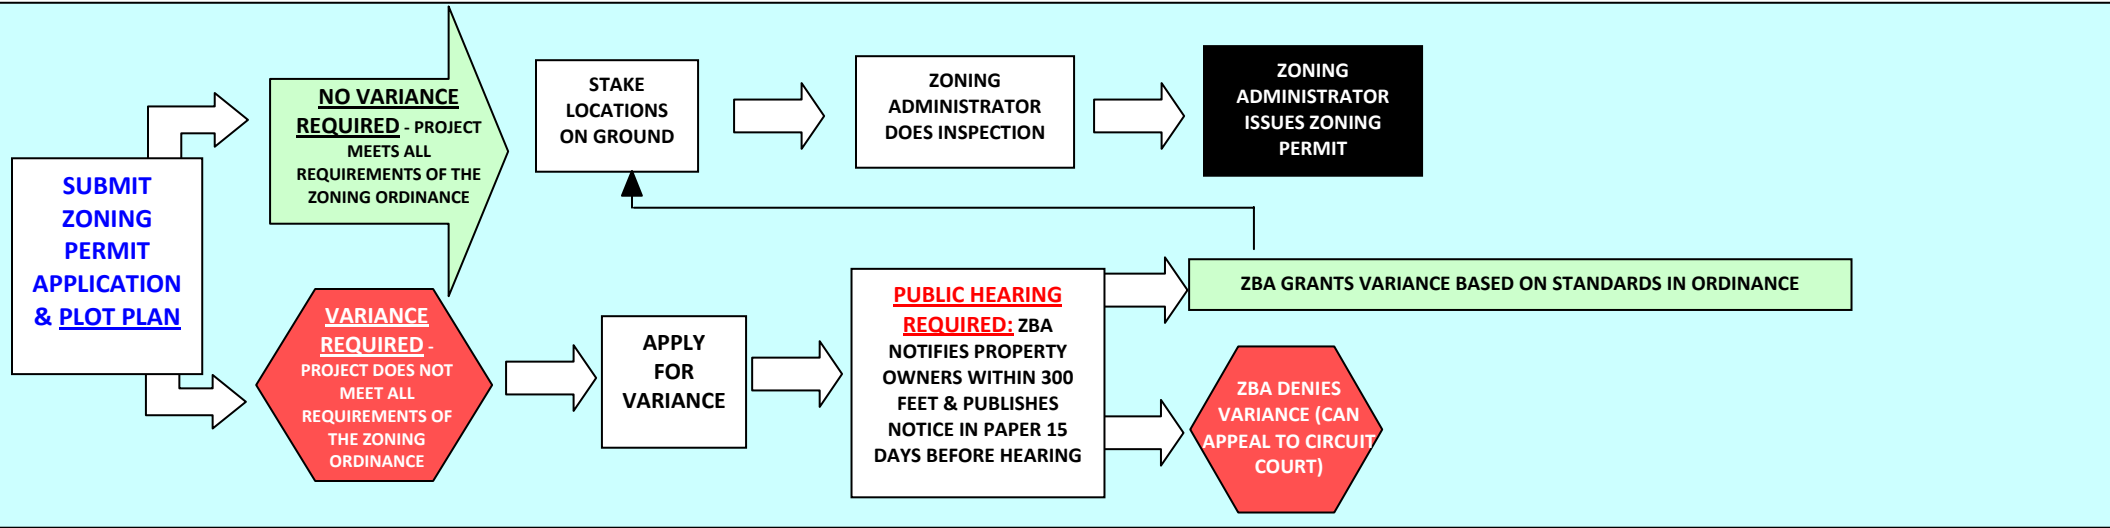 SUBMIT
ZONING
PERMIT
APPLICATION
& PLOT PLAN
NO VARIANCE
REQUIRED - PROJECT
MEETS ALL
REQUIREMENTS OF THE
ZONING ORDINANCE
STAKE
LOCATIONS
ON GROUND
ZONING
ADMINISTRATOR
DOES INSPECTION
ZONING
ADMINISTRATOR
ISSUES ZONING
PERMIT
VARIANCE
REQUIRED -
PROJECT DOES NOT
MEET ALL
REQUIREMENTS OF
THE ZONING
ORDINANCE
APPLY
FOR
VARIANCE
PUBLIC HEARING
REQUIRED: ZBA
NOTIFIES PROPERTY
OWNERS WITHIN 300
FEET & PUBLISHES
NOTICE IN PAPER 15
DAYS BEFORE HEARING
ZBA GRANTS VARIANCE BASED ON STANDARDS IN ORDINANCE
ZBA DENIES
VARIANCE (CAN
APPEAL TO CIRCUIT
COURT)